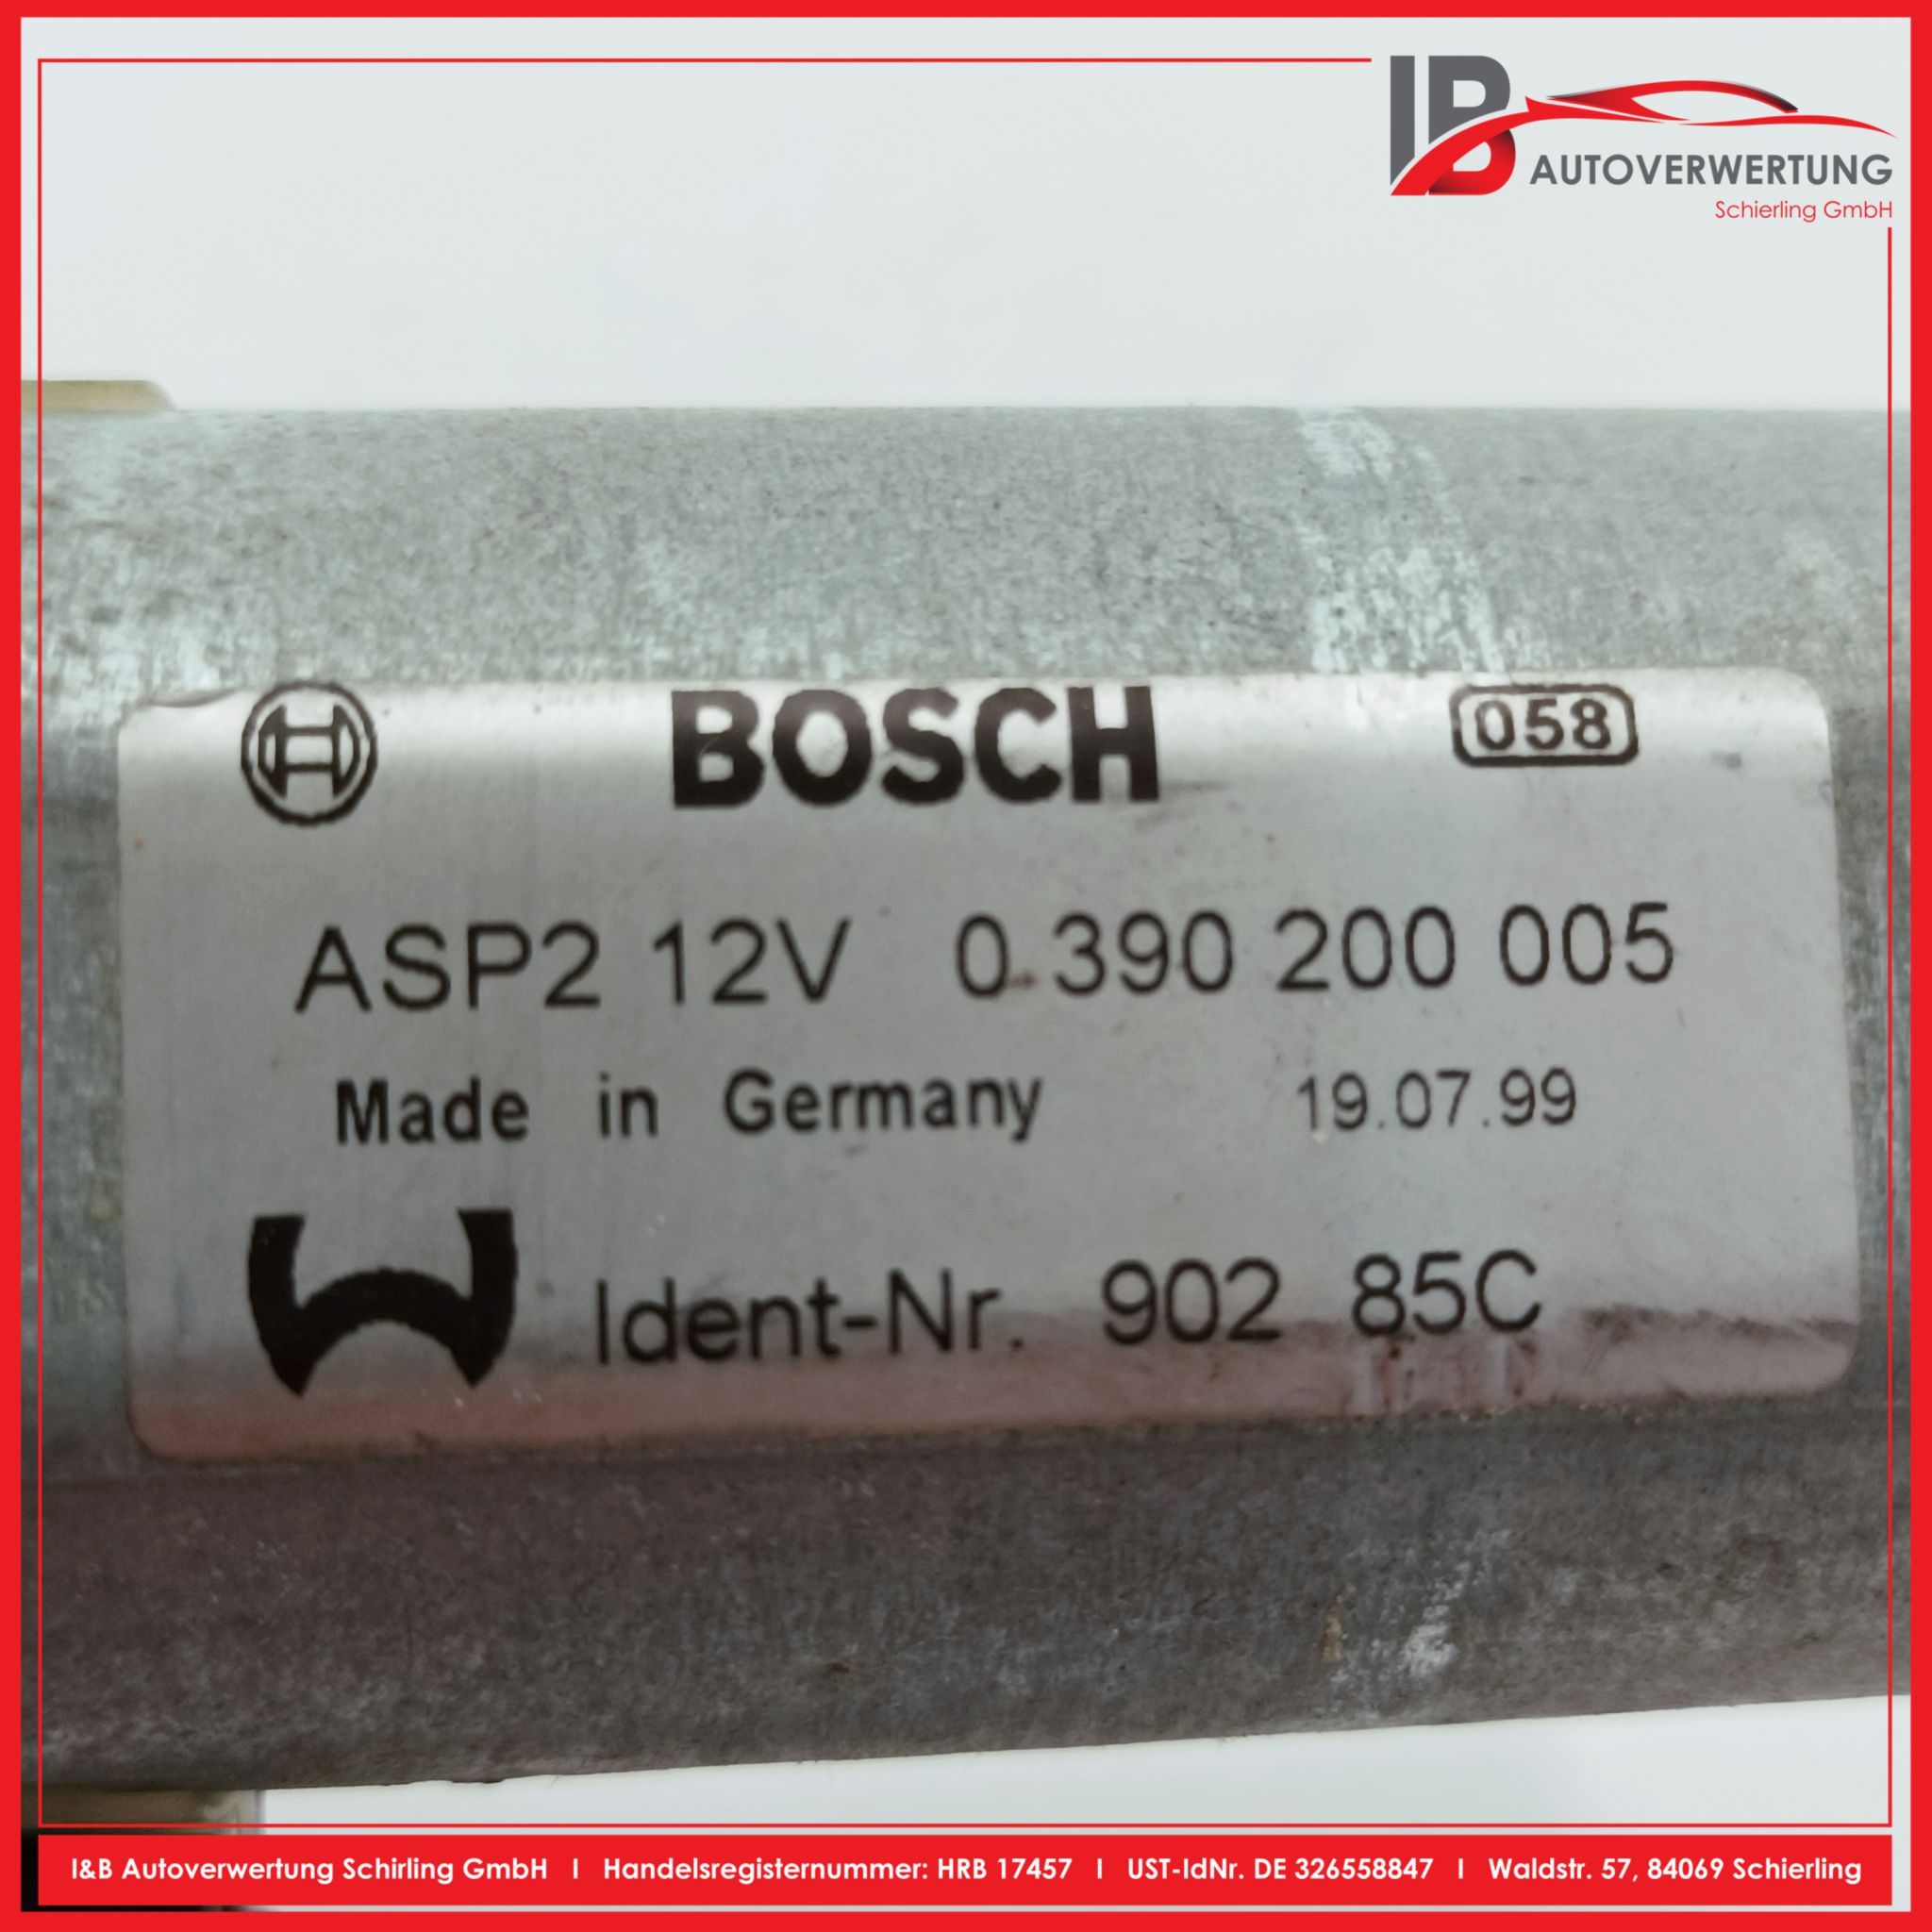 IB
AUTOVERWERTUNG
Schierling GmbH
BOSCH 058
ASP2 12V 0 390 200 005
Made in Germany 19.07.99
Ident-Nr. 902 85C
I&B Autoverwertung Schirling GmbH I Handelsregisternummer: HRB 17457 I UST-IdNr. DE 326558847 I Waldstr. 57, 84069 Schierling